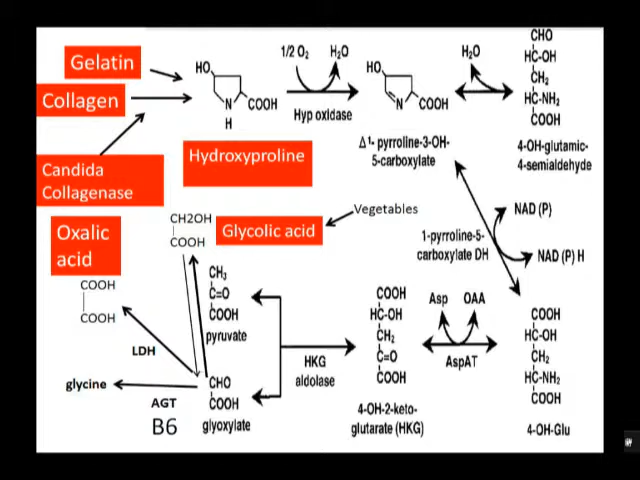 Gelatin
Collagen
Candida
Collagenase
HO
N
H
COOH
Hydroxyproline
1/2 O2
H2O
Hyp oxidase
HO
N
COOH
Δ1- pyrroline-3-OH-
5-carboxylate
H2O
CHO
HC-OH
CH2
HC-NH2
COOH
4-OH-glutamic-
4-semialdehyde
Oxalic
acid
COOH
COOH
CH2OH
COOH
Glycolic acid
Vegetables
1-pyrroline-5-
carboxylate DH
NAD (P)
NAD (P) H
CH3
C=O
COOH
pyruvate
LDH
glycine
AGT
B6
CHO
COOH
glyoxylate
HKG
aldolase
COOH
HC-OH
CH2
C=O
COOH
4-OH-2-keto-
glutarate (HKG)
Asp
OAA
AspAT
COOH
HC-OH
CH2
HC-NH2
COOH
4-OH-Glu